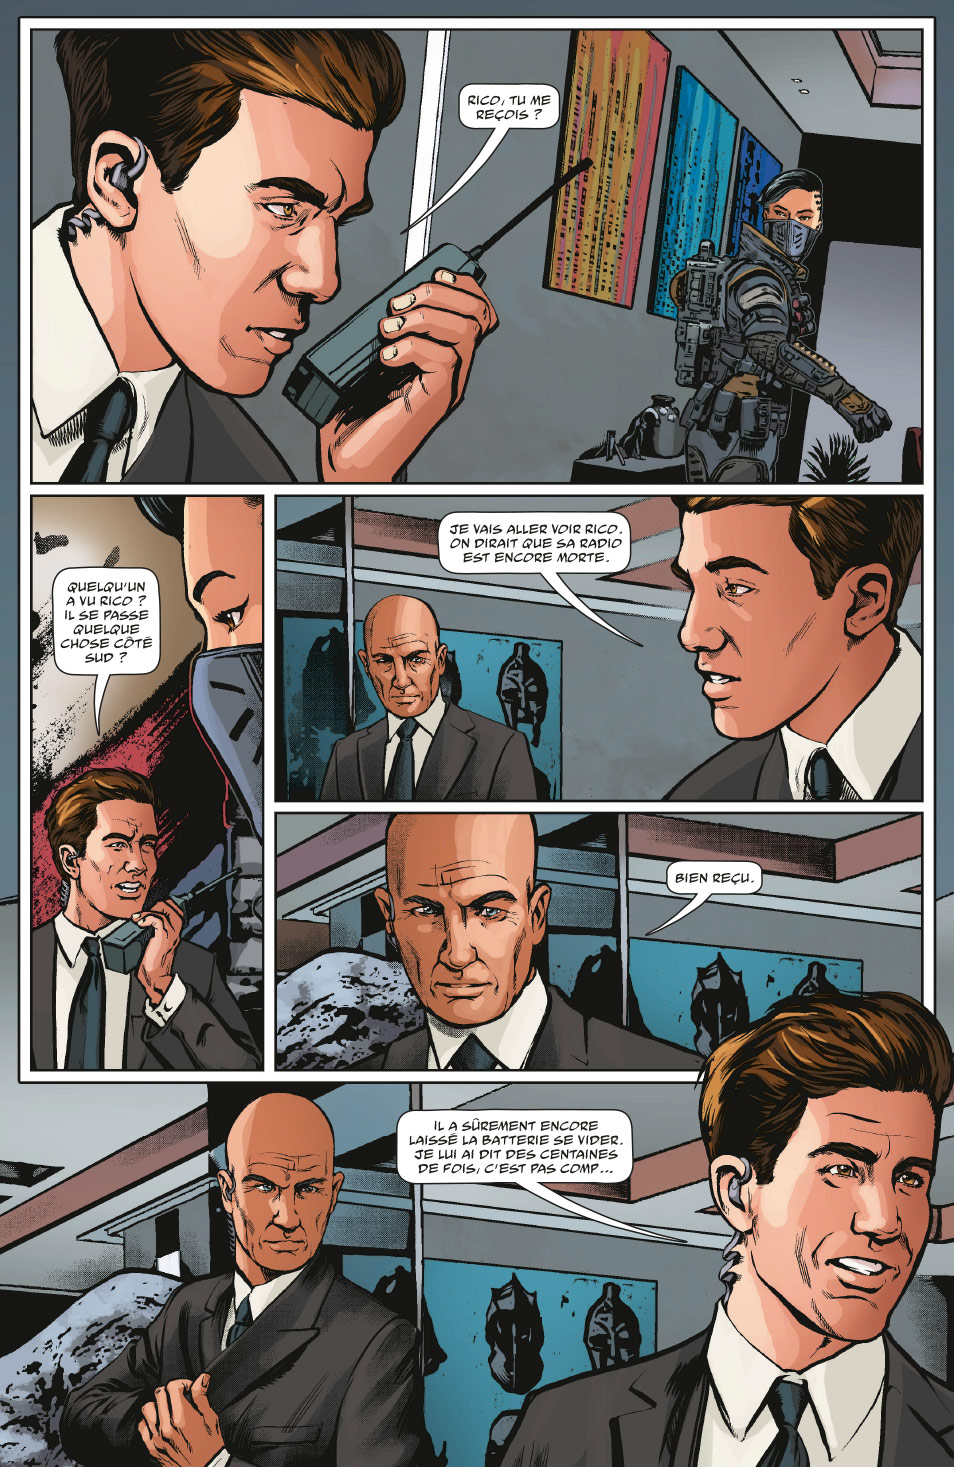 RICO, TU ME
REÇOIS ?
QUELQU'UN
A VU RICO ?
IL SE PASSE
QUELQUE
CHOSE CÔTÉ
SUD ?
JE VAIS ALLER VOIR RICO.
ON DIRAIT QUE SA RADIO
EST ENCORE MORTE.
BIEN REÇU.
IL A SÛREMENT ENCORE
LAISSÉ LA BATTERIE SE VIDER.
JE LUI AI DIT DES CENTAINES
DE FOIS, C'EST PAS COMP...